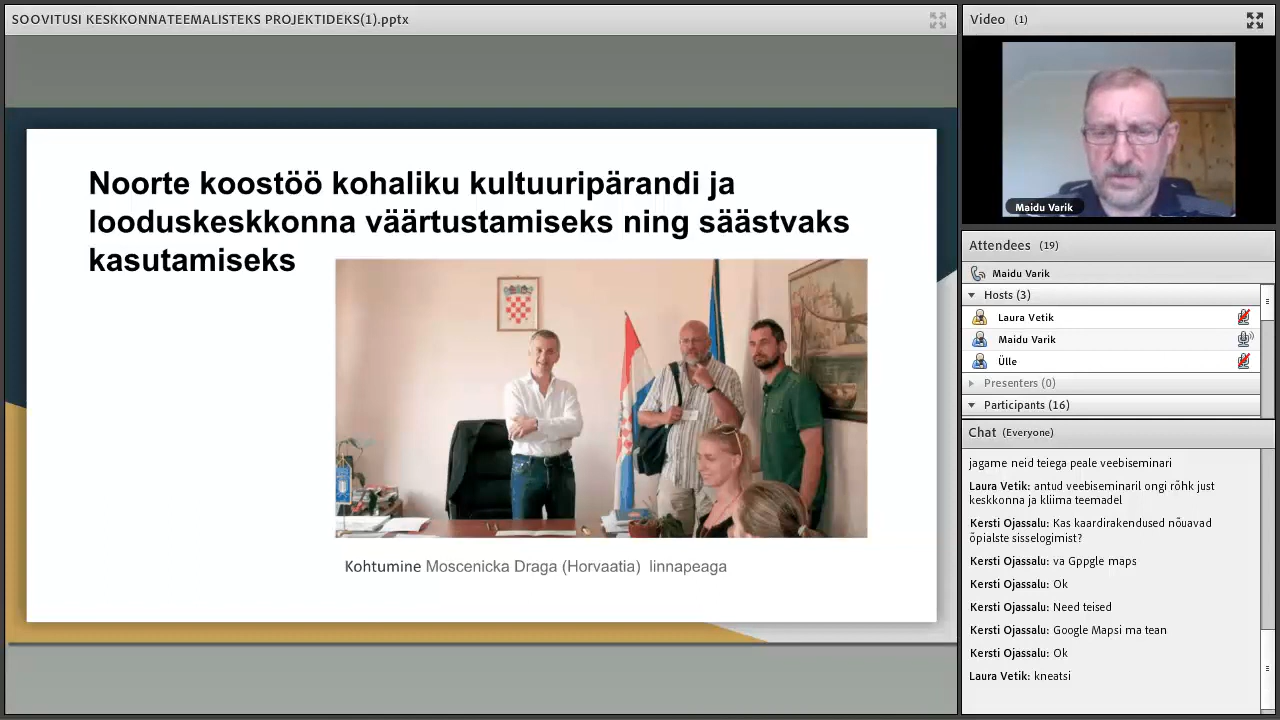 SOOVITUSI KESKKONNATEEMALISTEKS PROJEKTIDEKS(1).pptx
Noorte koostöö kohaliku kultuuripärandi ja
looduskeskkonna väärtustamiseks ning säästvaks
kasutamiseks
Kohtumine Moscenicka Draga (Horvaatia) linnapeaga
Video (1)
Maidu Varik
Attendees (19)
Maidu Varik
Hosts (3)
Laura Vetik
Maidu Varik
Ülle
Presenters (0)
Participants (16)
Chat (Everyone)
jagame neid teiega peale veebiseminari
Laura Vetik: antud veebiseminaril ongi rõhk just
keskkonna ja kliima teemadel
Kersti Ojassalu: Kas kaardirakendused nõuavad
õpialste sisselogimist?
Kersti Ojassalu: va Gppgle maps
Kersti Ojassalu: Ok
Kersti Ojassalu: Need teised
Kersti Ojassalu: Google Mapsi ma tean
Kersti Ojassalu: Ok
Laura Vetik: kneatsi